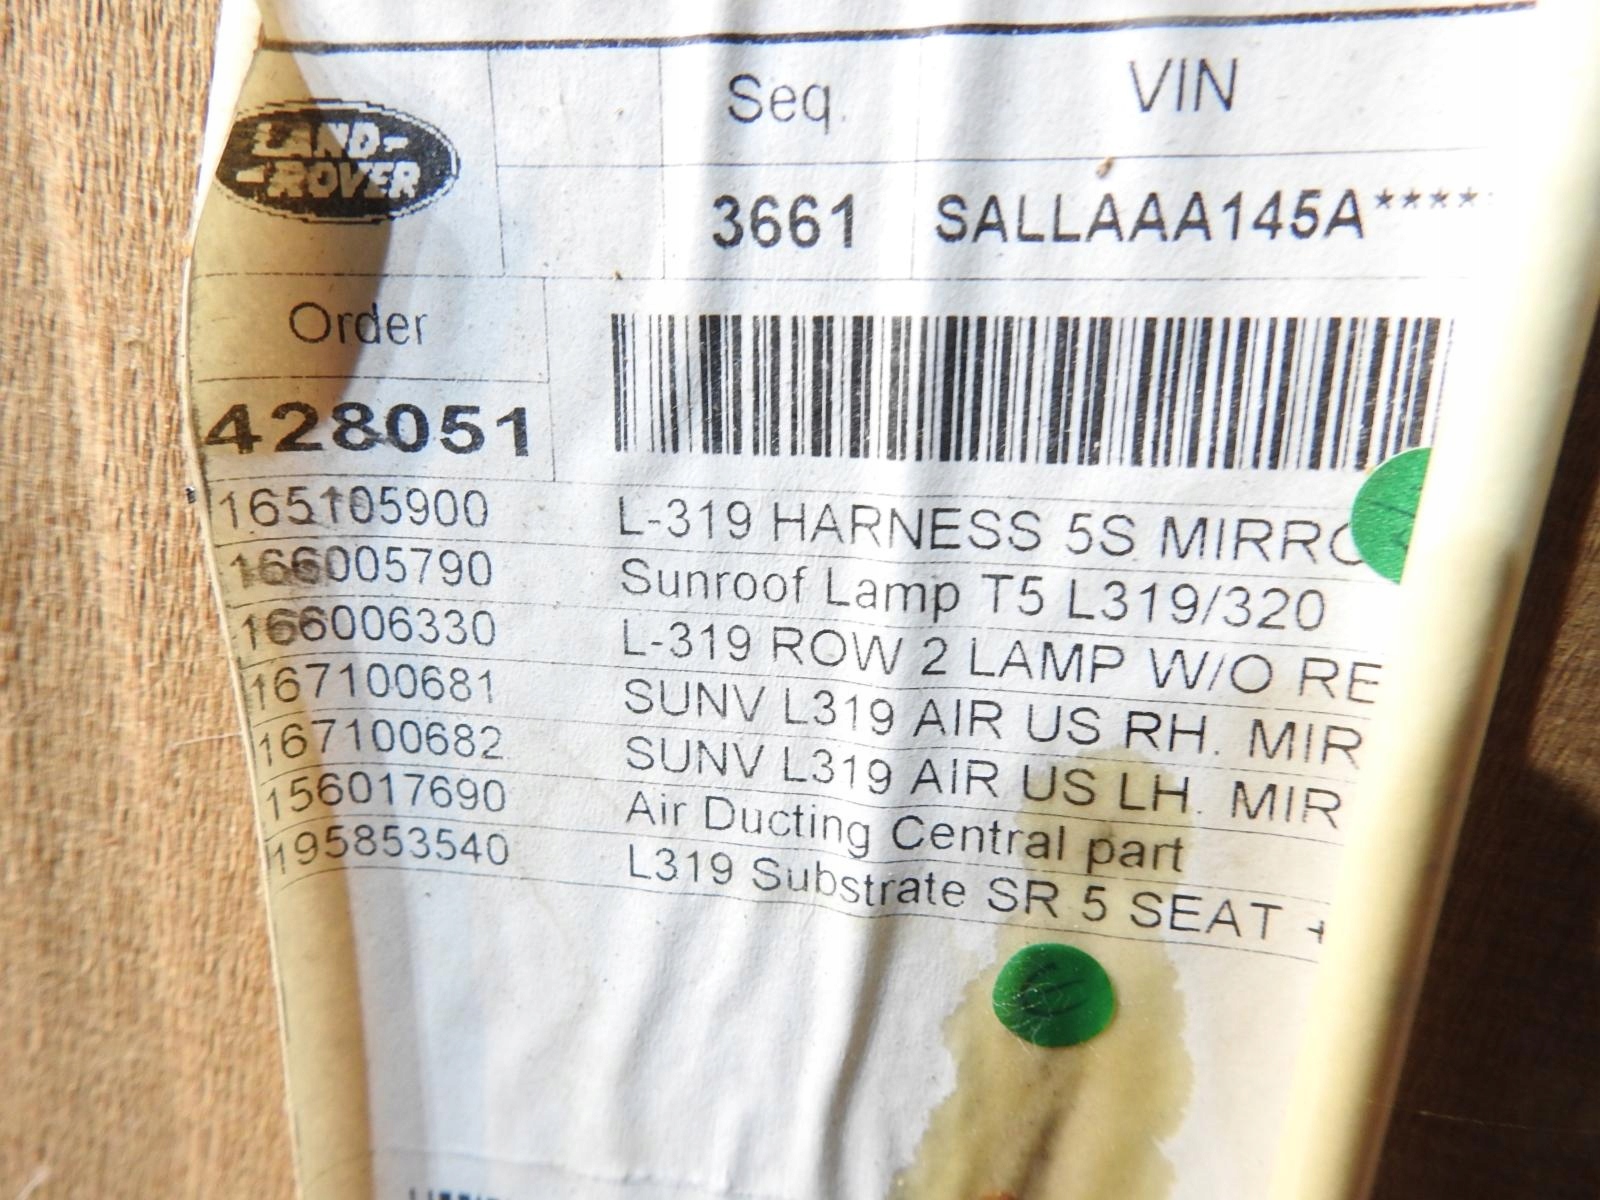 LAND-
-ROVER
Seq. VIN
3661 SALLAAA145A****
Order
428051
165105900 L-319 HARNESS 5S MIRRO
166005790 Sunroof Lamp T5 L319/320
166006330 L-319 ROW 2 LAMP W/O RE
167100681 SUNV L319 AIR US RH. MIR
167100682 SUNV L319 AIR US LH. MIR
156017690 Air Ducting Central part
195853540 L319 Substrate SR 5 SEAT +